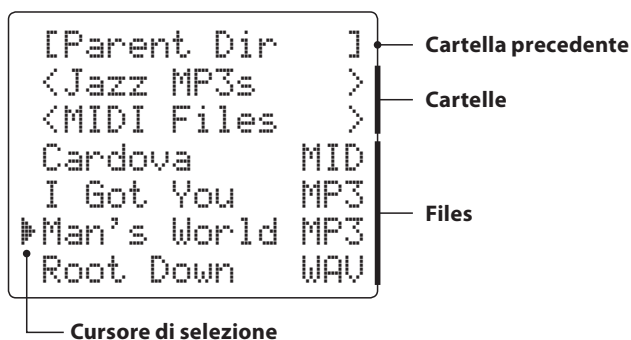 [Parent Dir ]
Cartella precedente
<Jazz MP3s >
<MIDI Files >
Cartelle
Cardova MID
I Got You MP3
Man's World MP3
Root Down WAV
Files
Cursore di selezione